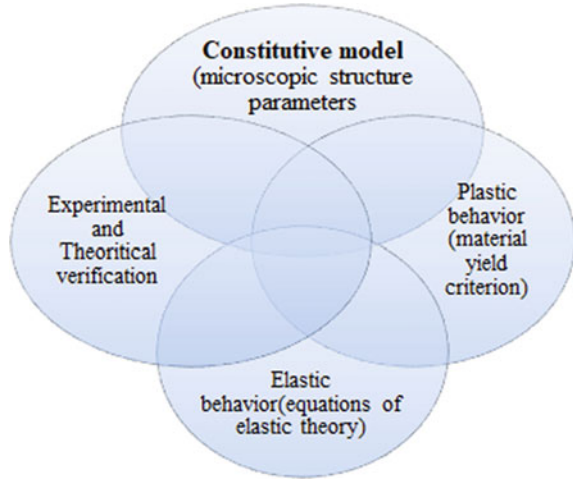 Constitutive model
(microscopic structure
parameters
Experimental
and
Theoritical
verification
Plastic
behavior
(material
yield
criterion)
Elastic
behavior(equations of
elastic theory)